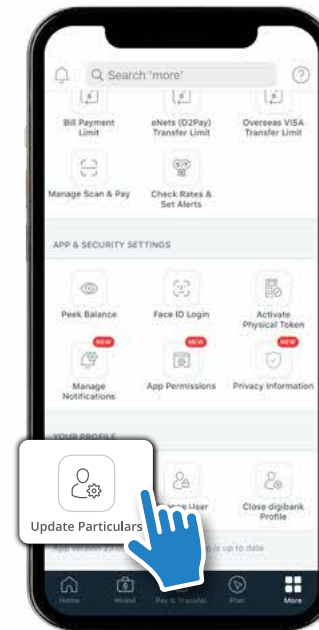 Search 'more'
Bill Payment Limit
eNets (D2Pay) Transfer Limit
Overseas VISA Transfer Limit
Manage Scan & Pay
Check Rates & Set Alerts
APP & SECURITY SETTINGS
Peek Balance
Face ID Login
Activate Physical Token
NEW
NEW
NEW
Manage Notifications
App Permissions
Privacy Information
YOUR PROFILE
Update Particulars
User
Close digibank Profile
App version
is up to date
Home
Invest
Pay & Transfer
Plan
More